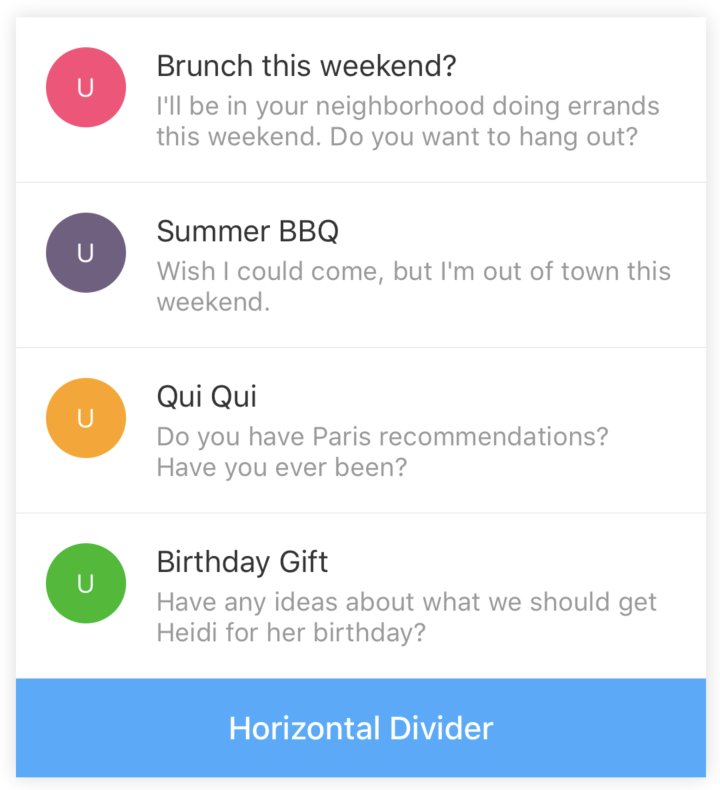 U
Brunch this weekend?
I'll be in your neighborhood doing errands
this weekend. Do you want to hang out?
U
Summer BBQ
Wish I could come, but I'm out of town this
weekend.
U
Qui Qui
Do you have Paris recommendations?
Have you ever been?
U
Birthday Gift
Have any ideas about what we should get
Heidi for her birthday?
Horizontal Divider